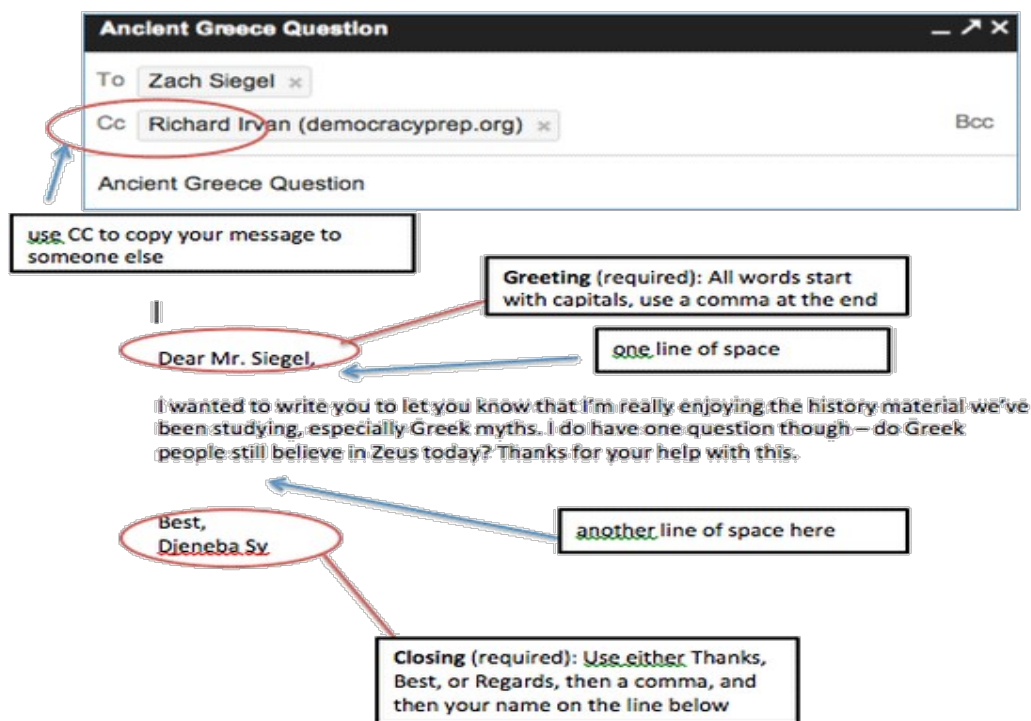 Ancient Greece Question
To Zach Siegel ×
Cc Richard Irvan (democracyprep.org) × Bcc
Ancient Greece Question
use CC to copy your message to
someone else
Greeting (required): All words start
with capitals, use a comma at the end
Dear Mr. Siegel,
one line of space
I wanted to write you to let you know that I'm really enjoying the history material we've
been studying, especially Greek myths. I do have one question though – do Greek
people still believe in Zeus today? Thanks for your help with this.
another line of space here
Best,
Djeneba Sy
Closing (required): Use either Thanks,
Best, or Regards, then a comma, and
then your name on the line below